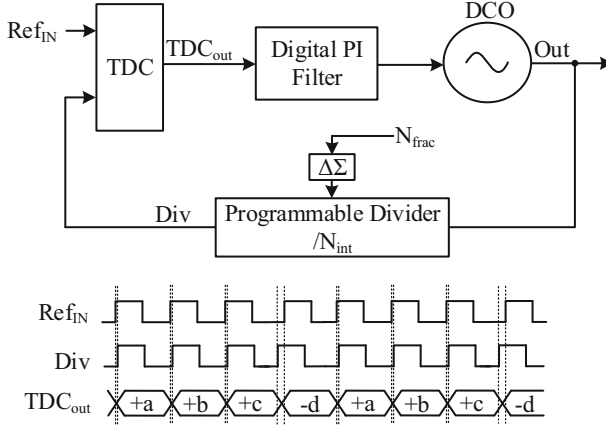 DCO
Ref_IN
TDC
TDC_out
Digital PI
Filter
Out
N_frac
ΔΣ
Div
Programmable Divider
/N_int
Ref_IN
Div
TDC_out
+a +b +c -d +a +b +c -d